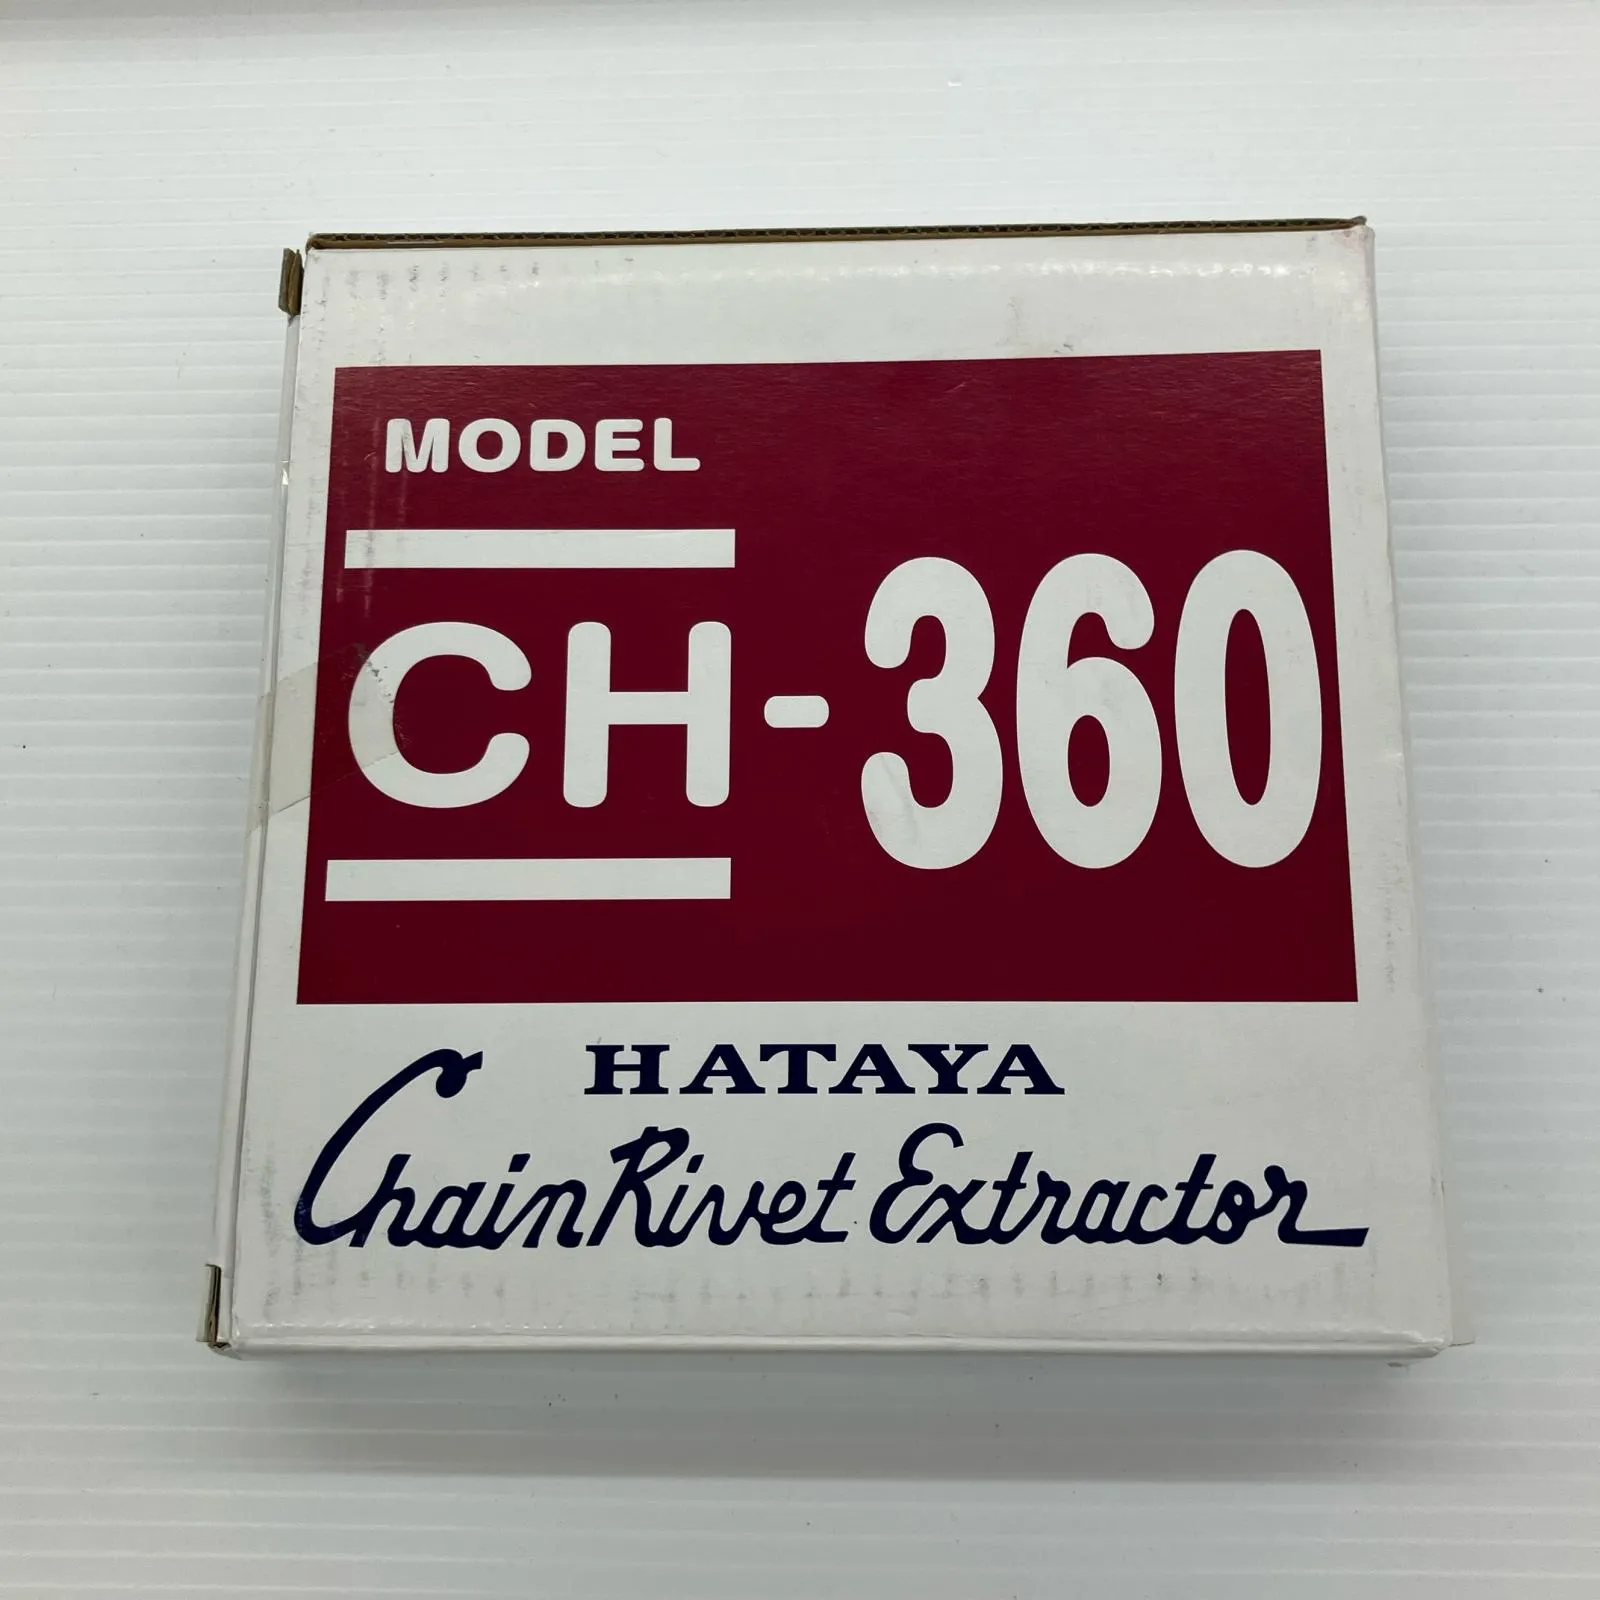 MODEL
CH-360
HATAYA
Chain Rivet Extractor